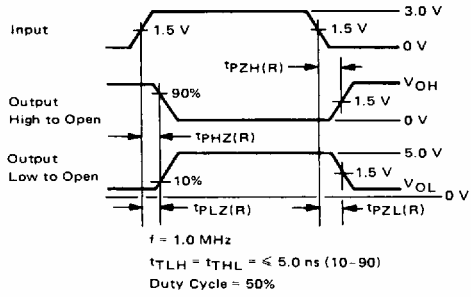 Input
1.5 V
1.5 V
3.0 V
0 V
tPZH(R)
Output
High to Open
90%
VOH
1.5 V
0 V
tPHZ(R)
Output
Low to Open
10%
5.0 V
1.5 V
VOL
0 V
tPLZ(R)
tPZL(R)
f = 1.0 MHz
tTLH = tTHL = ≤ 5.0 ns (10-90)
Duty Cycle = 50%